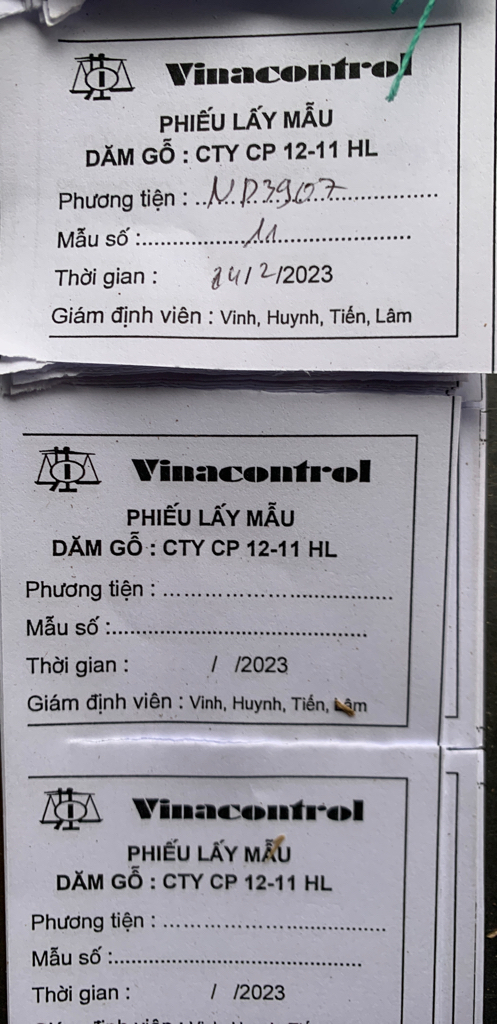 Vinacontrol
PHIẾU LẤY MẪU
DĂM GỖ : CTY CP 12-11 HL
Phương tiện : ..N.D.3907...................
Mẫu số :.................11.........................
Thời gian : 24/2/2023
Giám định viên : Vinh, Huynh, Tiến, Lâm
Vinacontrol
PHIẾU LẤY MẪU
DĂM GỖ : CTY CP 12-11 HL
Phương tiện : ..........................................
Mẫu số :..............................................
Thời gian : / /2023
Giám định viên : Vinh, Huynh, Tiến, Lâm
Vinacontrol
PHIẾU LẤY MẪU
DĂM GỖ : CTY CP 12-11 HL
Phương tiện : ..........................................
Mẫu số :..............................................
Thời gian : / /2023